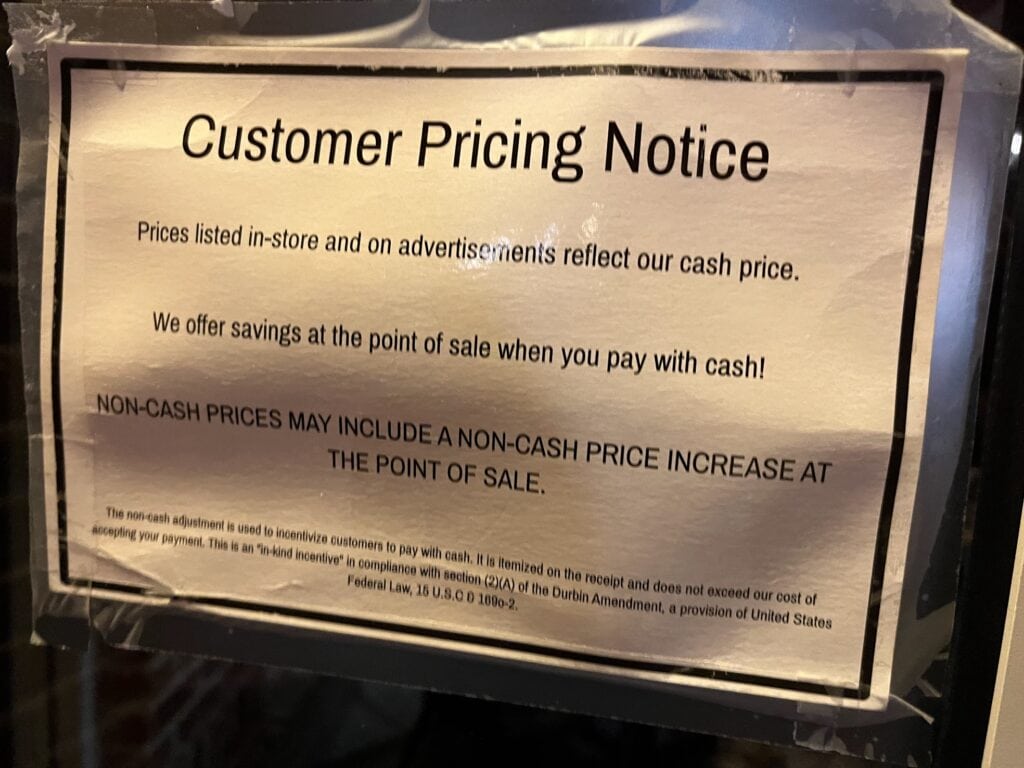 Customer Pricing Notice
Prices listed in-store and on advertisements reflect our cash price.
We offer savings at the point of sale when you pay with cash!
NON-CASH PRICES MAY INCLUDE A NON-CASH PRICE INCREASE AT
THE POINT OF SALE.
The non-cash adjustment is used to incentivize customers to pay with cash. It is itemized on the receipt and does not exceed our cost of
accepting your payment. This is an "in-kind incentive" in compliance with section (2)(A) of the Durbin Amendment, a provision of United States
Federal Law, 15 U.S.C § 1690-2.